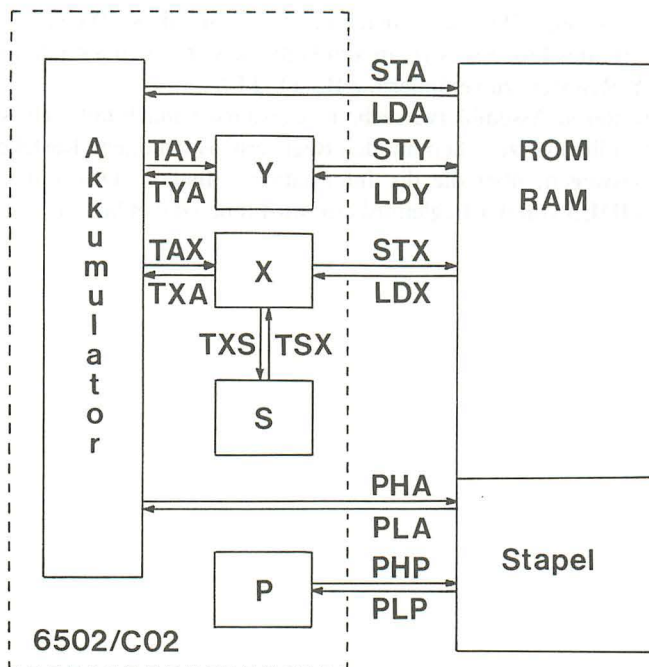 STA
LDA
Akkumulator
TAY
TYA
Y
STY
LDY
ROM
RAM
TAX
TXA
X
STX
LDX
TXS
TSX
S
PHA
PLA
Stapel
P
PHP
PLP
6502/C02